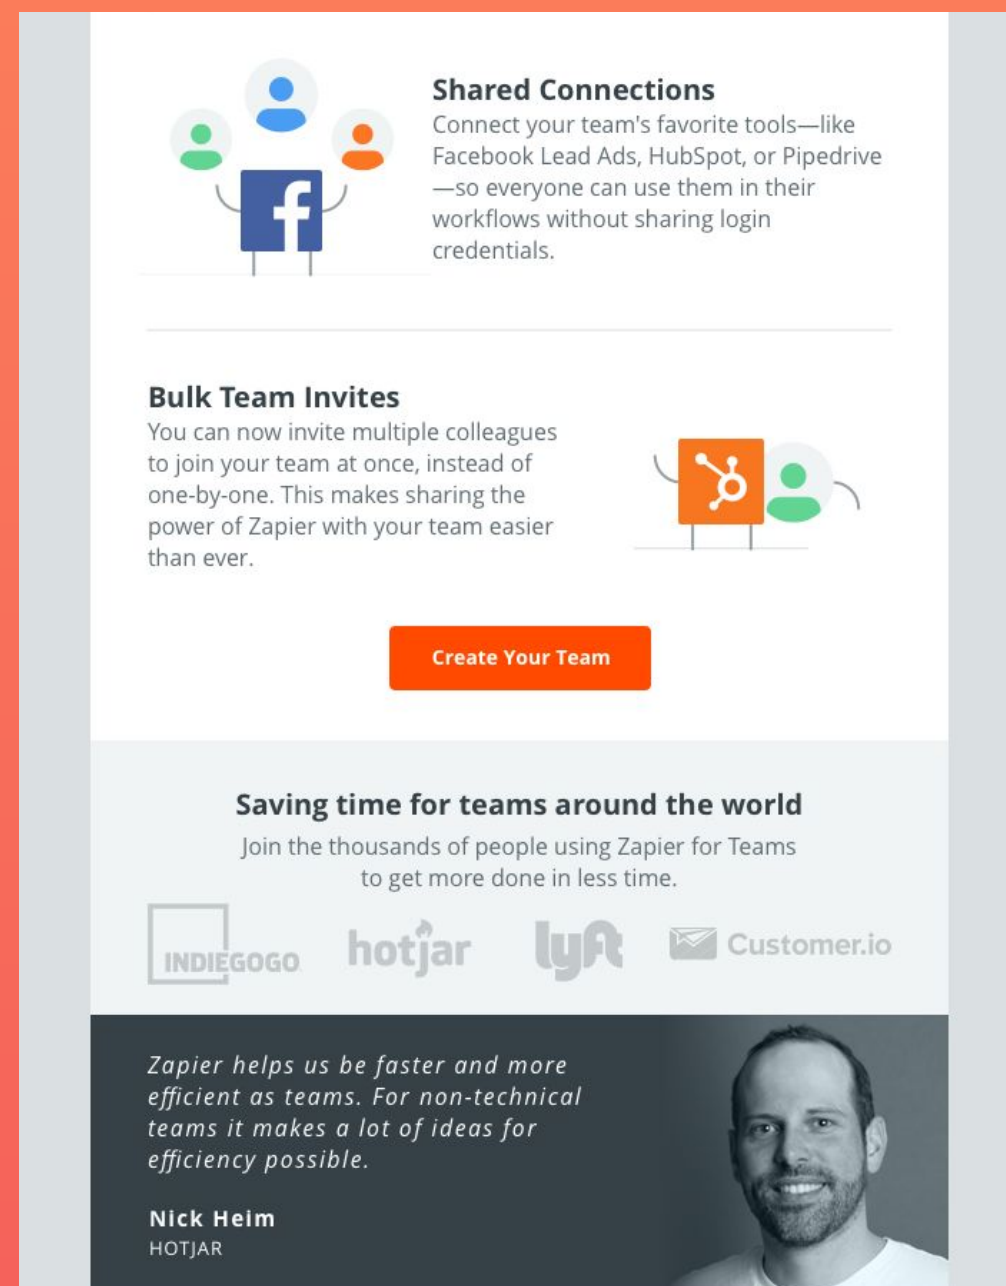 Shared Connections
Connect your team's favorite tools—like
Facebook Lead Ads, HubSpot, or Pipedrive
—so everyone can use them in their
workflows without sharing login
credentials.
Bulk Team Invites
You can now invite multiple colleagues
to join your team at once, instead of
one-by-one. This makes sharing the
power of Zapier with your team easier
than ever.
Create Your Team
Saving time for teams around the world
Join the thousands of people using Zapier for Teams
to get more done in less time.
INDIEGOGO hotjar lyft Customer.io
Zapier helps us be faster and more
efficient as teams. For non-technical
teams it makes a lot of ideas for
efficiency possible.
Nick Heim
HOTJAR